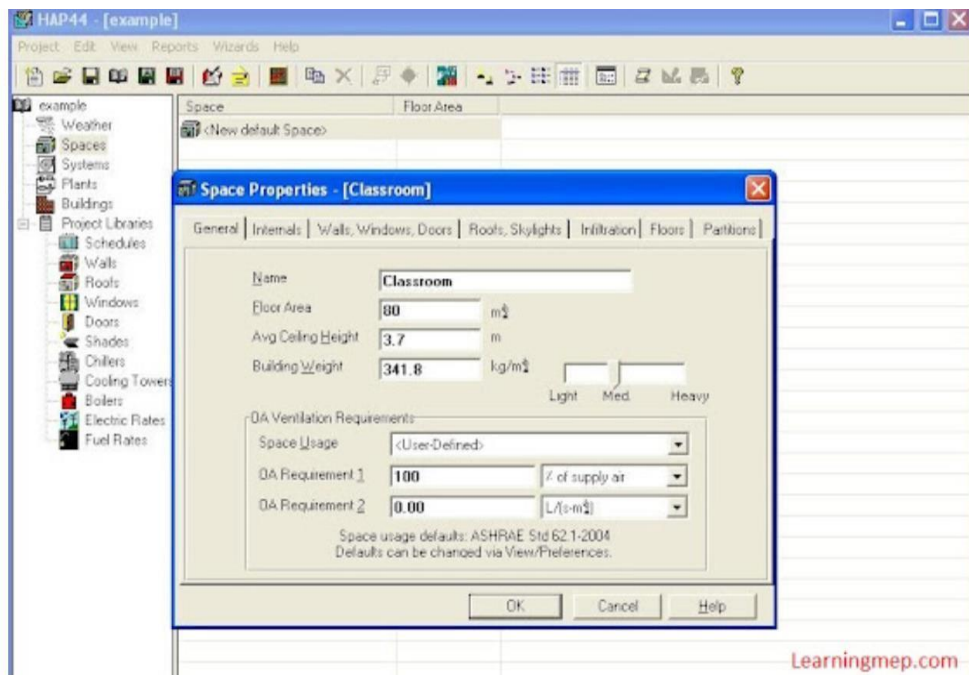 HAP44 - [example]
Project Edit View Reports Wizards Help
example
Weather
Spaces
Systems
Plants
Buildings
Project Libraries
Schedules
Walls
Roofs
Windows
Doors
Shades
Chillers
Cooling Towers
Boilers
Electric Rates
Fuel Rates
Space Floor Area
<New default Space>
Space Properties - [Classroom]
General Internals Walls, Windows, Doors Roofs, Skylights Infiltration Floors Partitions
Name Classroom
Floor Area 80 m²
Avg Ceiling Height 3.7 m
Building Weight 341.8 kg/m²
Light Med. Heavy
OA Ventilation Requirements
Space Usage <User-Defined>
OA Requirement 1 100 % of supply air
OA Requirement 2 0.00 L/(s·m²)
Space usage defaults: ASHRAE Std 62.1-2004
Defaults can be changed via View/Preferences.
OK Cancel Help
Learningmep.com